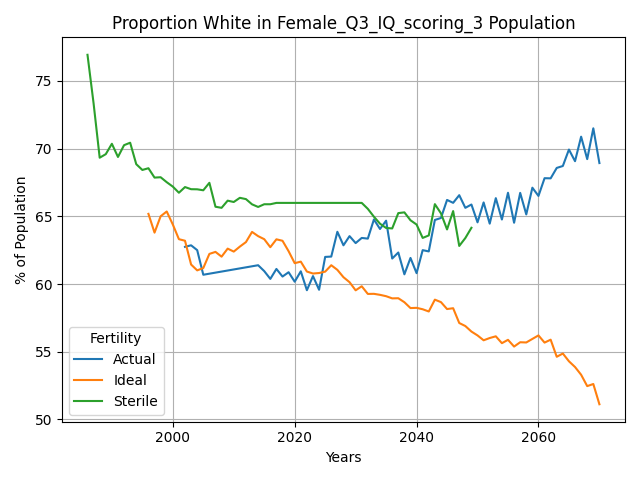 Proportion White in Female_Q3_IQ_scoring_3 Population
% of Population
75
70
65
60
55
50
Fertility
Actual
Ideal
Sterile
2000
2020
2040
2060
Years